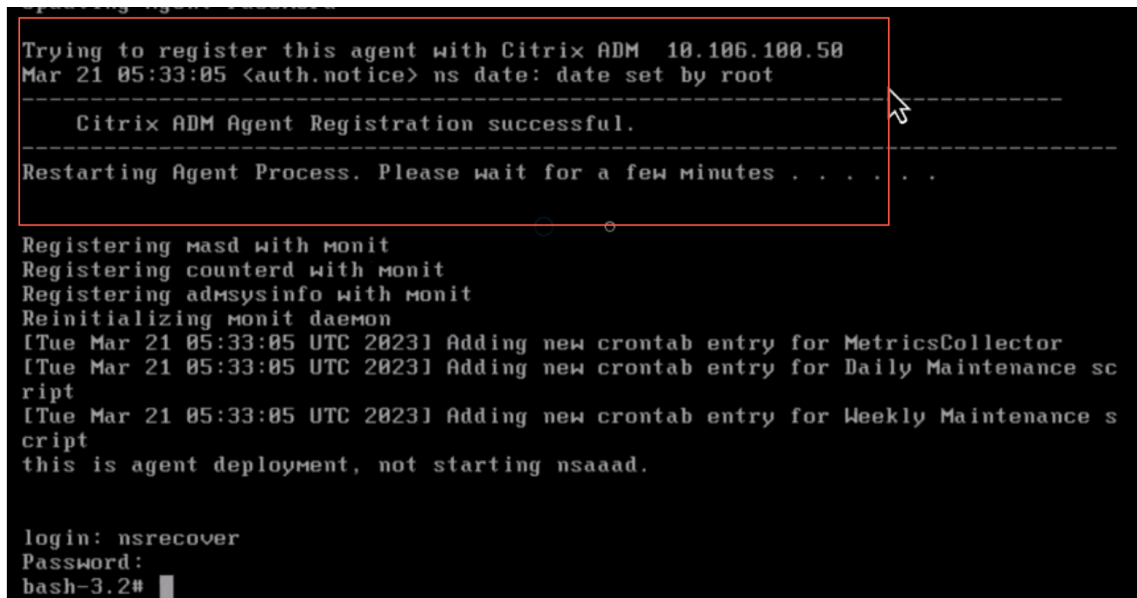 Updating Agent Password
Trying to register this agent with Citrix ADM  10.106.100.50
Mar 21 05:33:05 <auth.notice> ns date: date set by root
----------------------------------------------------------------------------
    Citrix ADM Agent Registration successful.
--------------------------------------------------------------------------------
Restarting Agent Process. Please wait for a few minutes . . . . . .
Registering masd with monit
Registering counterd with monit
Registering admsysinfo with monit
Reinitializing monit daemon
[Tue Mar 21 05:33:05 UTC 2023] Adding new crontab entry for MetricsCollector
[Tue Mar 21 05:33:05 UTC 2023] Adding new crontab entry for Daily Maintenance sc
ript
[Tue Mar 21 05:33:05 UTC 2023] Adding new crontab entry for Weekly Maintenance s
cript
this is agent deployment, not starting nsaaad.
login: nsrecover
Password:
bash-3.2#